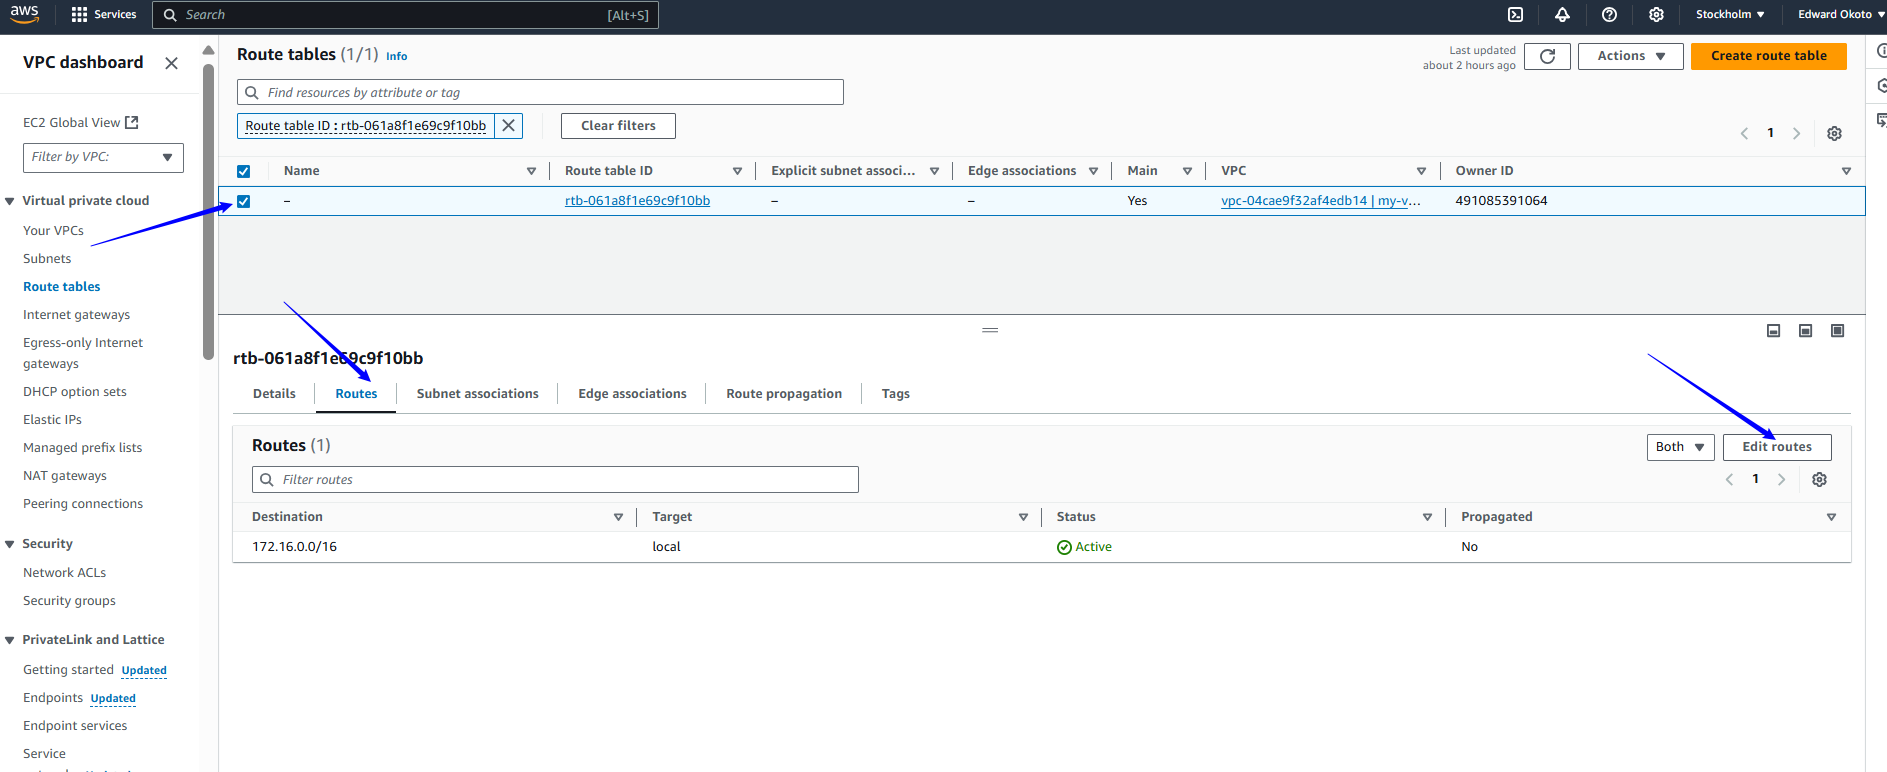 aws Services Search [Alt+S] Stockholm Edward Okoto
VPC dashboard
EC2 Global View
Filter by VPC:
Virtual private cloud
Your VPCs
Subnets
Route tables
Internet gateways
Egress-only Internet
gateways
DHCP option sets
Elastic IPs
Managed prefix lists
NAT gateways
Peering connections
Security
Network ACLs
Security groups
PrivateLink and Lattice
Getting started Updated
Endpoints Updated
Endpoint services
Service
Route tables (1/1) Info
Last updated
about 2 hours ago
Actions
Create route table
Find resources by attribute or tag
Route table ID : rtb-061a8f1e69c9f10bb
Clear filters
1
Name Route table ID Explicit subnet associ... Edge associations Main VPC Owner ID
– rtb-061a8f1e69c9f10bb – – Yes vpc-04cae9f32af4edb14 | my-v... 491085391064
rtb-061a8f1e69c9f10bb
Details Routes Subnet associations Edge associations Route propagation Tags
Routes (1)
Both Edit routes
Filter routes
1
Destination Target Status Propagated
172.16.0.0/16 local Active No